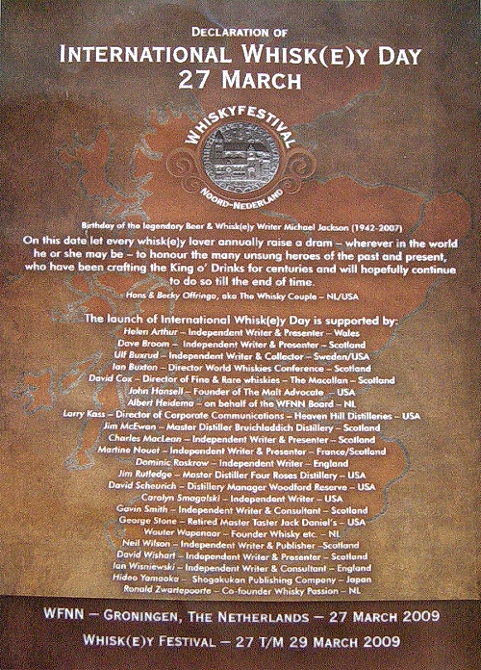 DECLARATION OF
INTERNATIONAL WHISK(E)Y DAY
27 MARCH
WHISKYFESTIVAL
NOORD-NEDERLAND
Birthday of the legendary Beer & Whisk(e)y Writer Michael Jackson (1942-2007)
On this date let every whisk(e)y lover annually raise a dram – wherever in the world
he or she may be – to honour the many unsung heroes of the past and present,
who have been crafting the King o' Drinks for centuries and will hopefully continue
to do so till the end of time.
Hans & Becky Offringa, aka The Whisky Couple – NL/USA
The launch of International Whisk(e)y Day is supported by:
Helen Arthur – Independent Writer & Presenter – Wales
Dave Broom – Independent Writer & Presenter – Scotland
Ulf Buxrud – Independent Writer & Collector – Sweden/USA
Ian Buxton – Director World Whiskies Conference – Scotland
David Cox – Director of Fine & Rare whiskies – The Macallan – Scotland
John Hansell – Founder of The Malt Advocate – USA
Albert Heidema – on behalf of the WFNN Board – NL
Larry Kass – Director of Corporate Communications – Heaven Hill Distilleries – USA
Jim McEwan – Master Distiller Bruichladdich Distillery – Scotland
Charles MacLean – Independent Writer & Presenter – Scotland
Martine Nouet – Independent Writer & Presenter – France/Scotland
Dominic Roskrow – Independent Writer – England
Jim Rutledge – Master Distiller Four Roses Distillery – USA
David Scheurich – Distillery Manager Woodford Reserve – USA
Carolyn Smagalski – Independent Writer – USA
Gavin Smith – Independent Writer & Consultant – Scotland
George Stone – Retired Master Taster Jack Daniel's – USA
Wouter Wapenaar – Founder Whisky etc. – NL
Neil Wilson – Independent Writer & Publisher –Scotland
David Wishart – Independent Writer & Presenter – Scotland
Ian Wisniewski – Independent Writer & Consultant – England
Hideo Yamaoka – Shogakukan Publishing Company – Japan
Ronald Zwartepoorte – Co-founder Whisky Passion – NL
WFNN – GRONINGEN, THE NETHERLANDS – 27 MARCH 2009
WHISK(E)Y FESTIVAL – 27 T/M 29 MARCH 2009